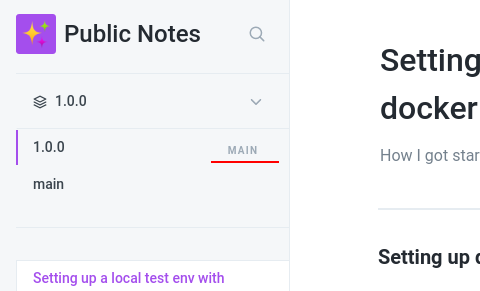 Public Notes
1.0.0
1.0.0
MAIN
main
Setting up a local test env with
Setting
docker
How I got star
Setting up